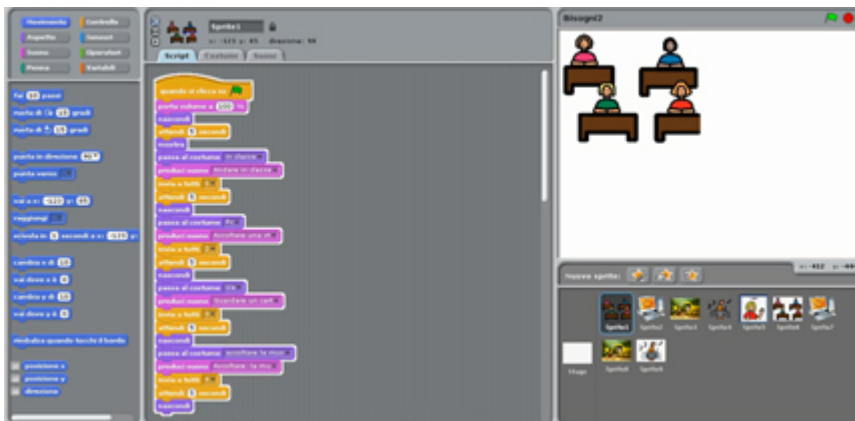 Movimento
Controllo
Aspetto
Sensori
Suono
Operatori
Penna
Variabili
fai 10 passi
ruota di 15 gradi
ruota di 15 gradi
punta in direzione 90
punta verso
vai a x: -123 y: 45
raggiungi
scivola in 1 secondi a x: -123 y:
cambia x di 10
vai dove x è 0
cambia y di 10
vai dove y è 0
rimbalza quando tocchi il bordo
posizione x
posizione y
direzione
Sprite1
x: -123 y: 45 direzione: 90
Script
Costumi
Suoni
quando si clicca su
porta volume a 100 %
nascondi
attendi 5 secondi
mostra
passa al costume in classe
produci suono Andare in classe
invia a tutti
attendi 5 secondi
nascondi
passa al costume
produci suono Ascoltare una st
invia a tutti
attendi 5 secondi
nascondi
passa al costume
produci suono Guardare un cart
invia a tutti
attendi 5 secondi
nascondi
passa al costume ascoltare la mus
produci suono Ascoltare la mu
invia a tutti
attendi 5 secondi
nascondi
Bisogni2
Nuovo sprite:
Sprite1
Sprite2
Sprite3
Sprite4
Sprite5
Sprite6
Sprite7
Stage
Sprite8
Sprite9